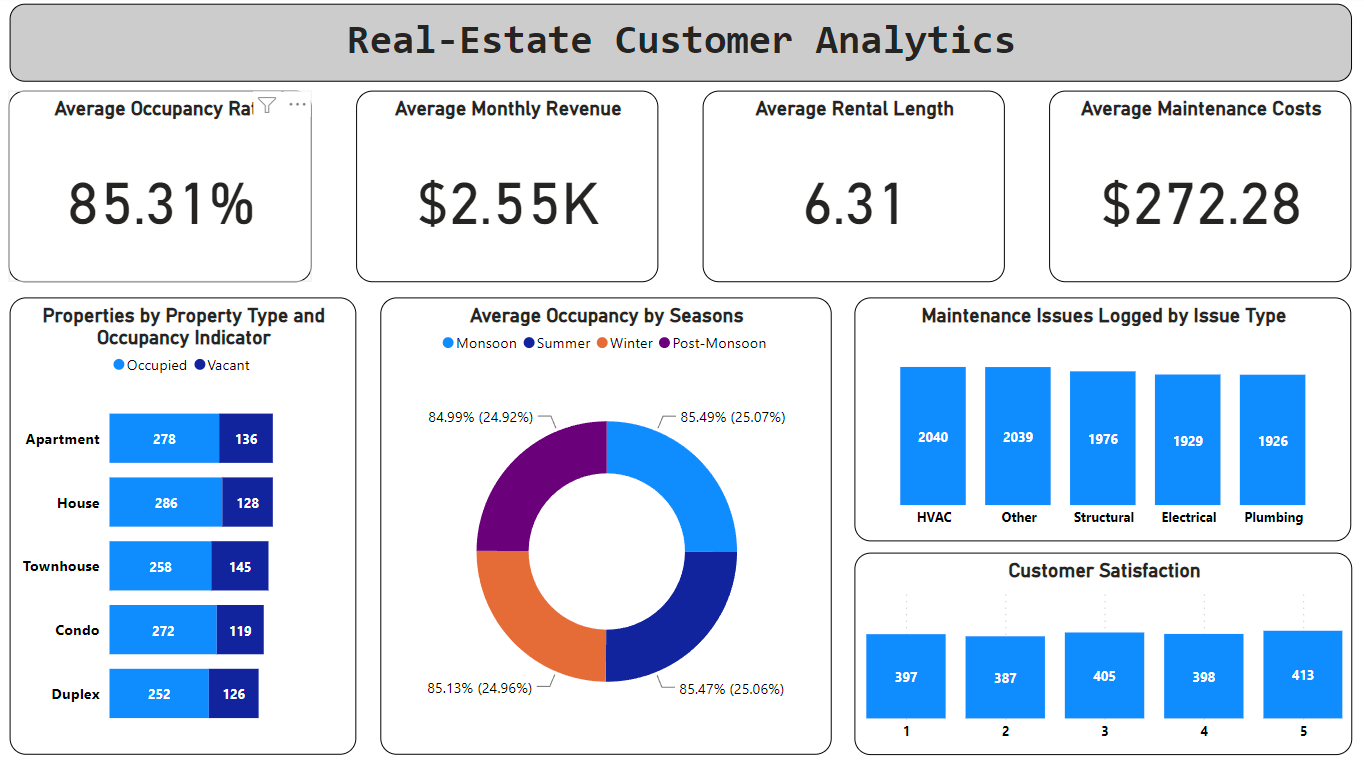 Real-Estate Customer Analytics
Average Occupancy Rat
85.31%
Average Monthly Revenue
$2.55K
Average Rental Length
6.31
Average Maintenance Costs
$272.28
Properties by Property Type and
Occupancy Indicator
Occupied Vacant
Apartment 278 136
House 286 128
Townhouse 258 145
Condo 272 119
Duplex 252 126
Average Occupancy by Seasons
Monsoon Summer Winter Post-Monsoon
84.99% (24.92%) 85.49% (25.07%)
85.13% (24.96%) 85.47% (25.06%)
Maintenance Issues Logged by Issue Type
2040 2039 1976 1929 1926
HVAC Other Structural Electrical Plumbing
Customer Satisfaction
397 387 405 398 413
1 2 3 4 5